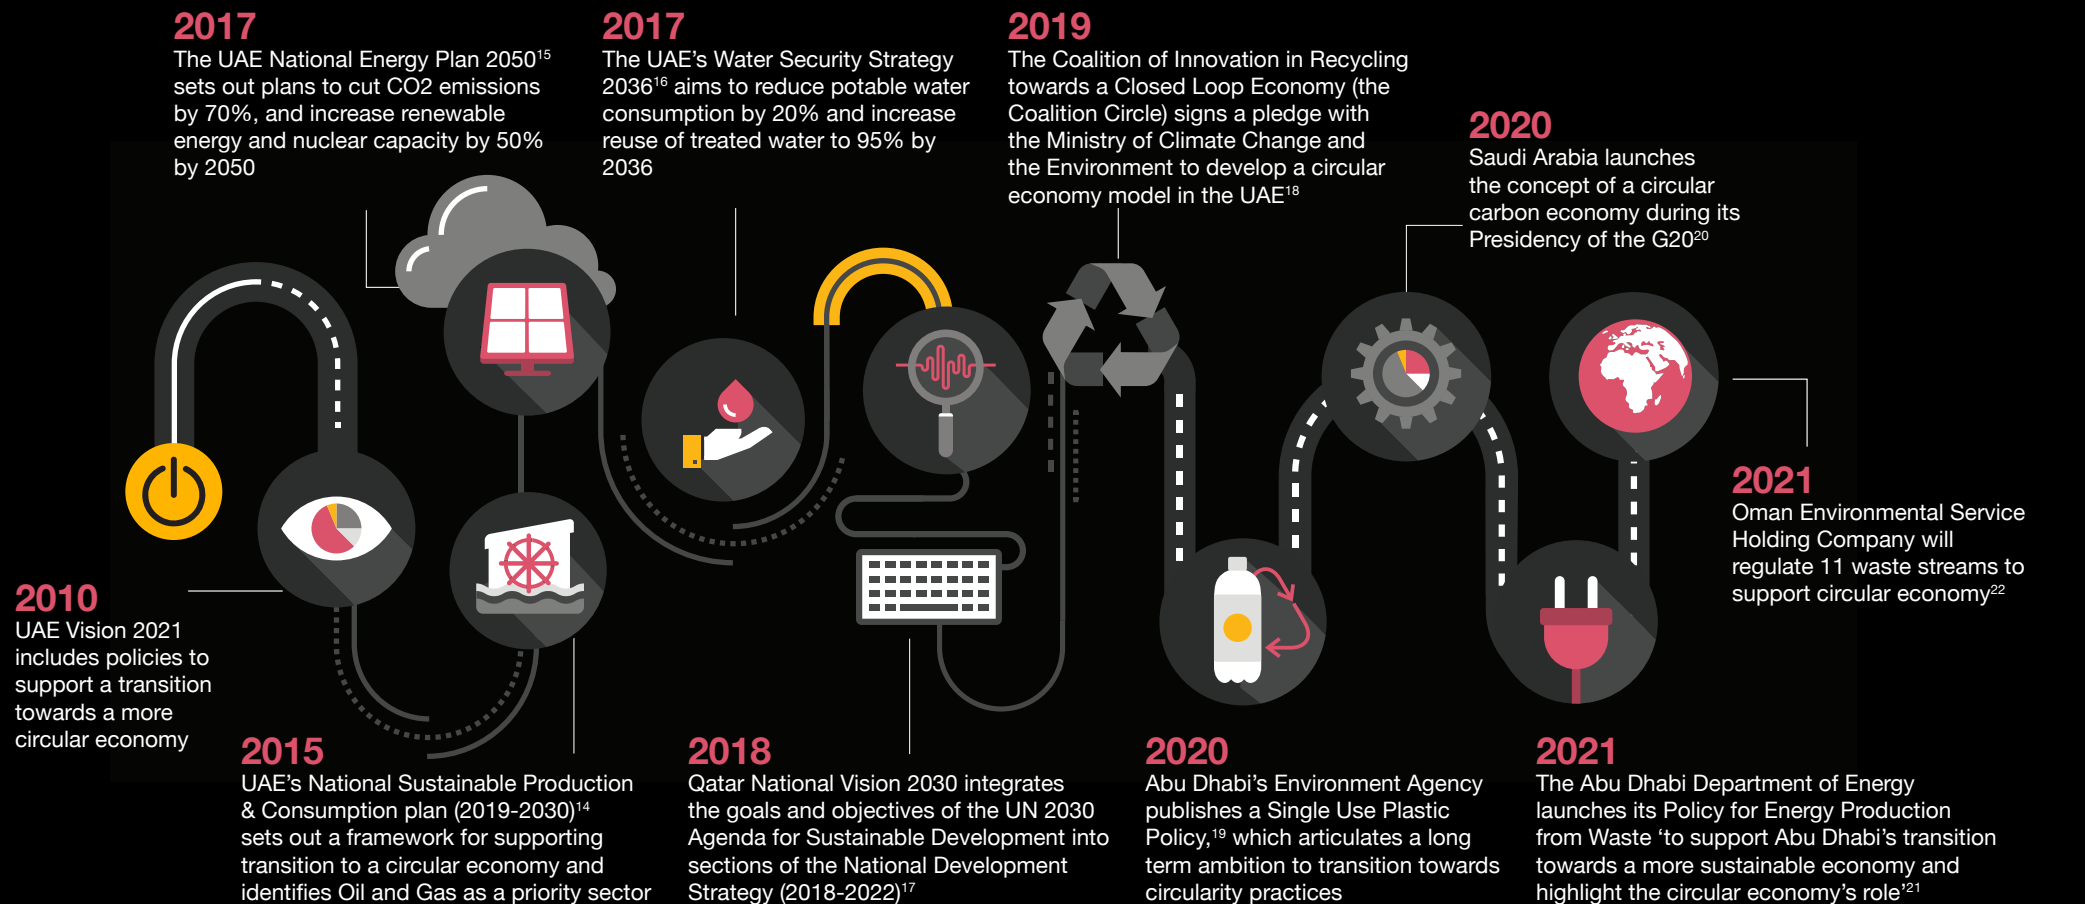 2017
The UAE National Energy Plan 2050¹⁵
sets out plans to cut CO2 emissions
by 70%, and increase renewable
energy and nuclear capacity by 50%
by 2050
2017
The UAE’s Water Security Strategy
2036¹⁶ aims to reduce potable water
consumption by 20% and increase
reuse of treated water to 95% by
2036
2019
The Coalition of Innovation in Recycling
towards a Closed Loop Economy (the
Coalition Circle) signs a pledge with
the Ministry of Climate Change and
the Environment to develop a circular
economy model in the UAE¹⁸
2020
Saudi Arabia launches
the concept of a circular
carbon economy during its
Presidency of the G20²⁰
2021
Oman Environmental Service
Holding Company will
regulate 11 waste streams to
support circular economy²²
2010
UAE Vision 2021
includes policies to
support a transition
towards a more
circular economy
2015
UAE’s National Sustainable Production
& Consumption plan (2019-2030)¹⁴
sets out a framework for supporting
transition to a circular economy and
identifies Oil and Gas as a priority sector
2018
Qatar National Vision 2030 integrates
the goals and objectives of the UN 2030
Agenda for Sustainable Development into
sections of the National Development
Strategy (2018-2022)¹⁷
2020
Abu Dhabi’s Environment Agency
publishes a Single Use Plastic
Policy,¹⁹ which articulates a long
term ambition to transition towards
circularity practices
2021
The Abu Dhabi Department of Energy
launches its Policy for Energy Production
from Waste ‘to support Abu Dhabi’s transition
towards a more sustainable economy and
highlight the circular economy’s role’²¹